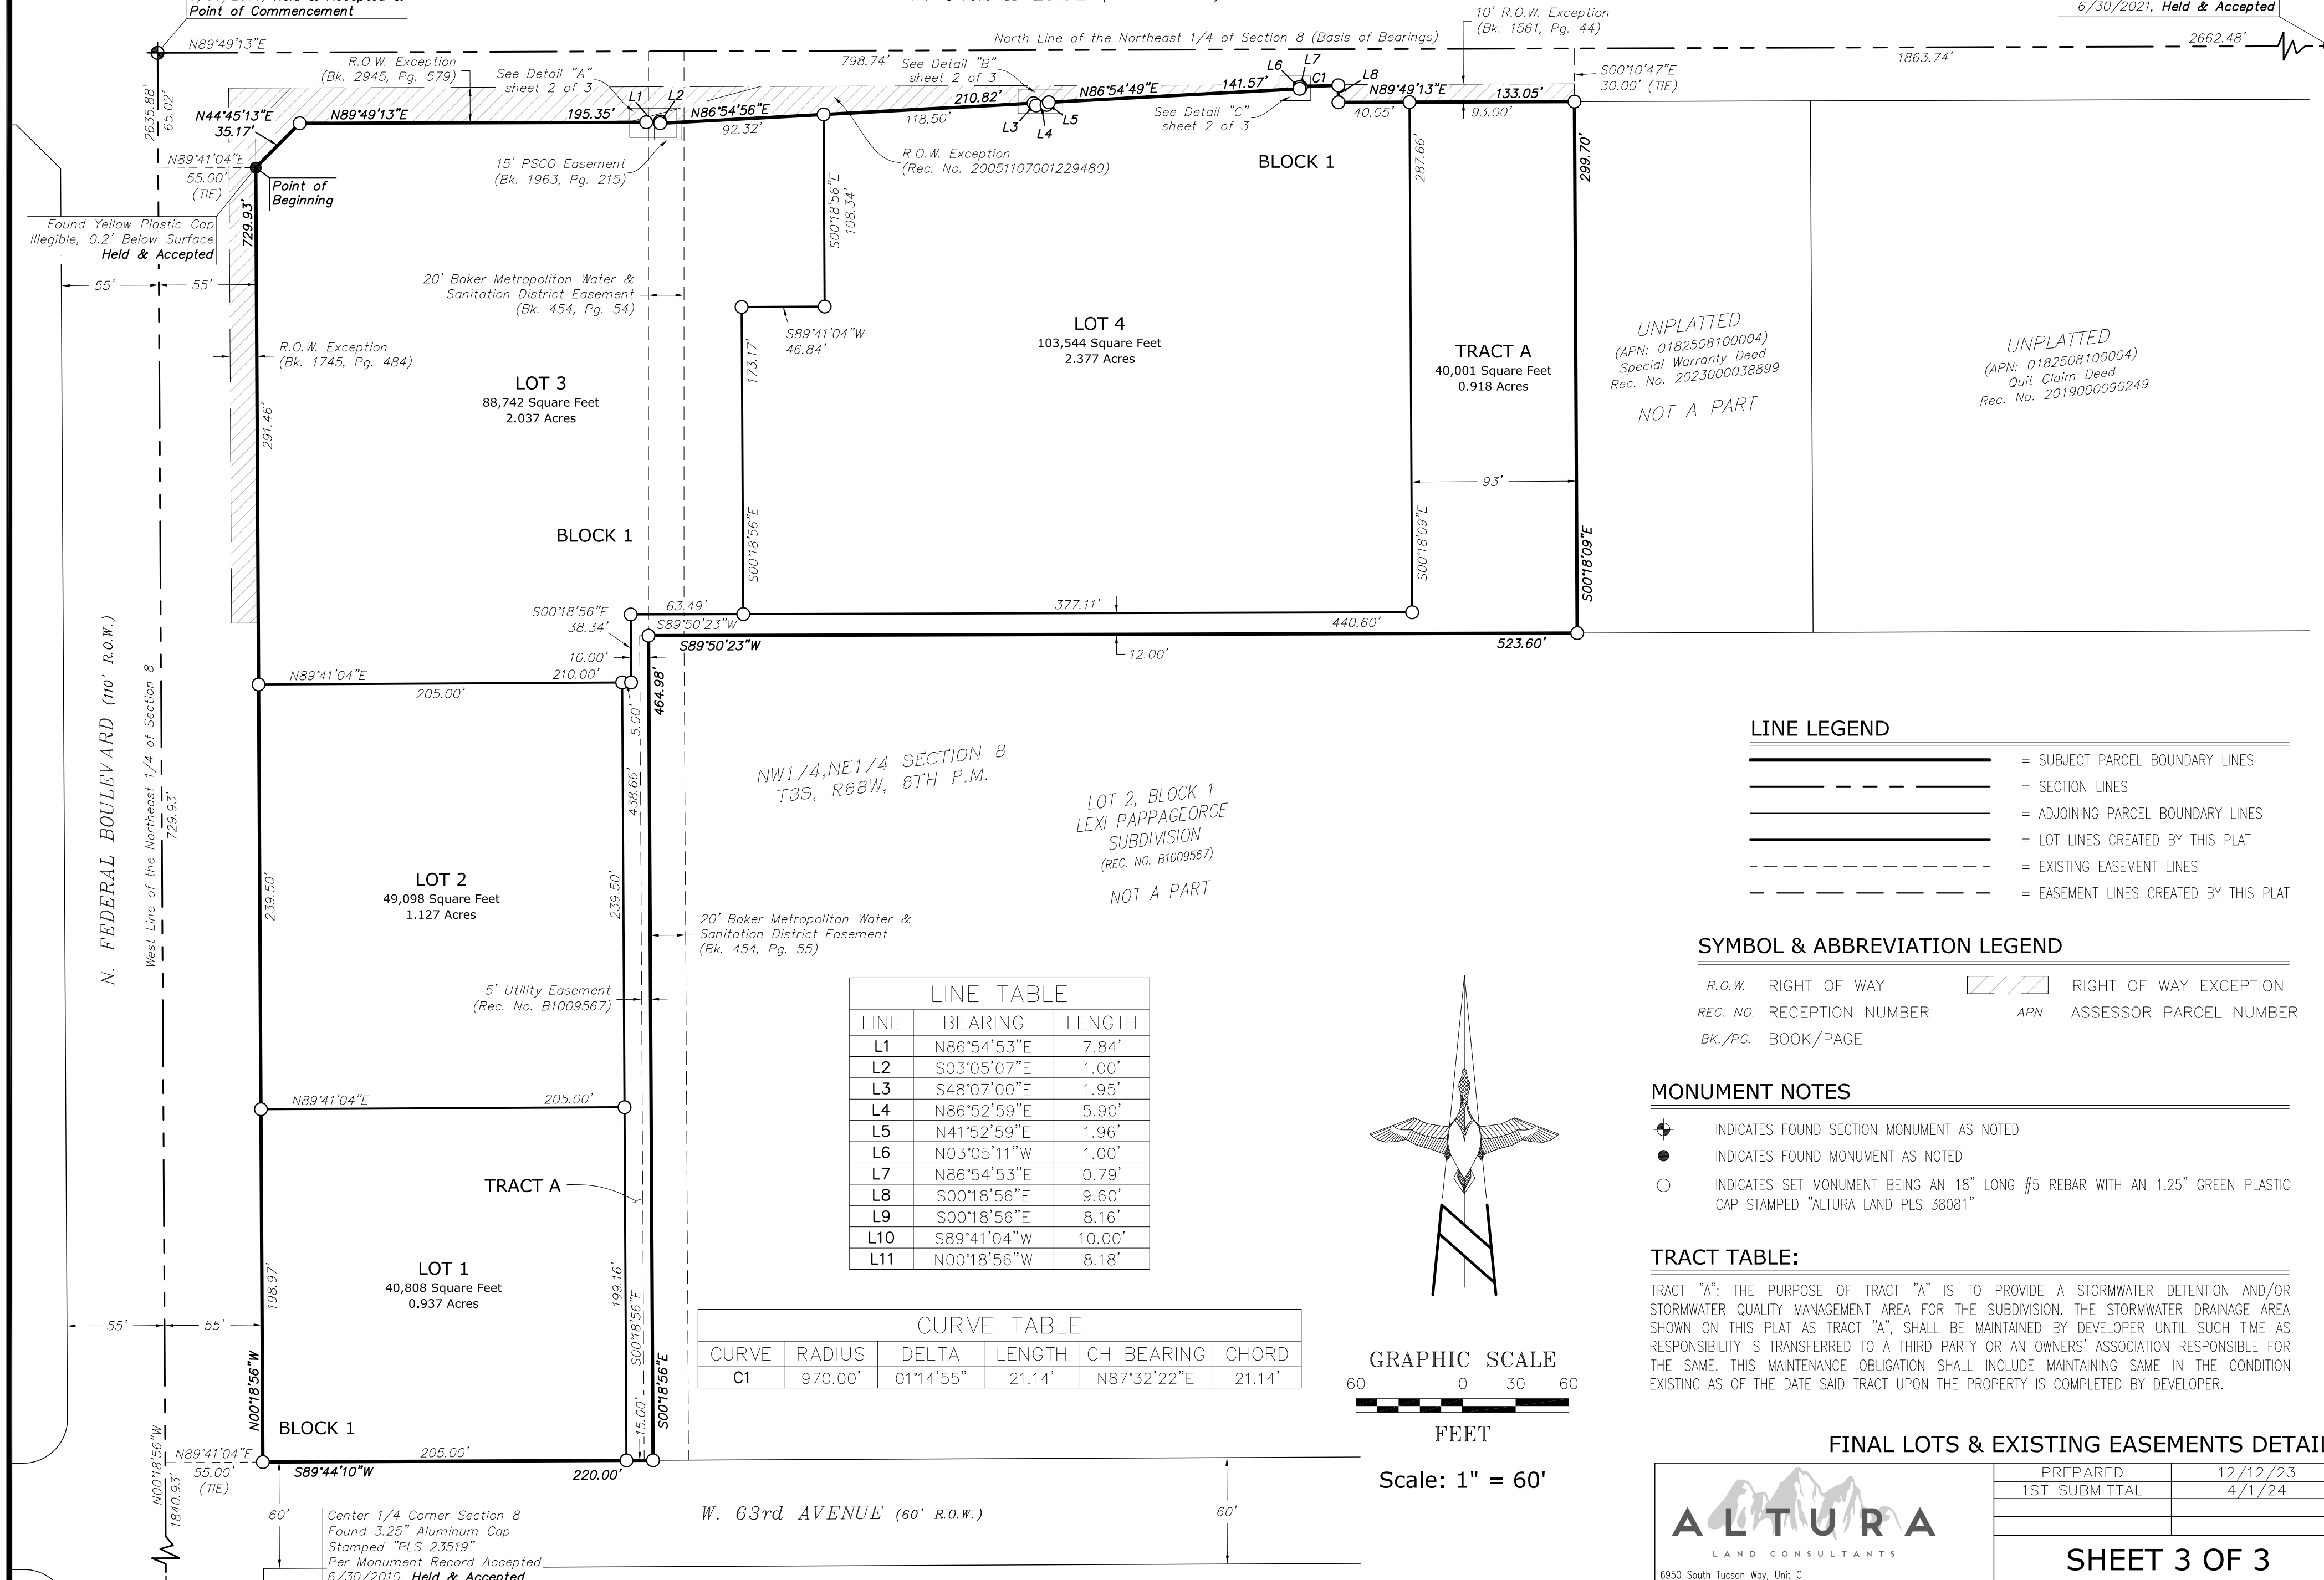 Point of Commencement
6/30/2021, Held & Accepted
N89°49'13"E
North Line of the Northeast 1/4 of Section 8 (Basis of Bearings)
10' R.O.W. Exception
(Bk. 1561, Pg. 44)
2662.48'
1863.74'
798.74'
S00°10'47"E
30.00' (TIE)
2635.88'
65.02'
R.O.W. Exception
(Bk. 2945, Pg. 579)
See Detail "A"
sheet 2 of 3
See Detail "B"
sheet 2 of 3
See Detail "C"
sheet 2 of 3
N44°45'13"E
35.17'
N89°49'13"E
195.35'
L1
L2
N86°54'56"E
92.32'
210.82'
118.50'
L3
L4
L5
N86°54'49"E
141.57'
L6
L7
C1
L8
N89°49'13"E
133.05'
40.05'
93.00'
N89°41'04"E
55.00'
(TIE)
Point of
Beginning
15' PSCO Easement
(Bk. 1963, Pg. 215)
R.O.W. Exception
(Rec. No. 20051107001229480)
BLOCK 1
Found Yellow Plastic Cap
Illegible, 0.2' Below Surface
Held & Accepted
729.93'
55'
55'
S00°18'56"E
108.34'
287.66'
299.70'
20' Baker Metropolitan Water &
Sanitation District Easement
(Bk. 454, Pg. 54)
S89°41'04"W
46.84'
173.17'
R.O.W. Exception
(Bk. 1745, Pg. 484)
291.46'
LOT 3
88,742 Square Feet
2.037 Acres
LOT 4
103,544 Square Feet
2.377 Acres
TRACT A
40,001 Square Feet
0.918 Acres
UNPLATTED
(APN: 0182508100004)
Special Warranty Deed
Rec. No. 2023000038899
NOT A PART
UNPLATTED
(APN: 0182508100004)
Quit Claim Deed
Rec. No. 2019000090249
93'
BLOCK 1
S00°18'56"E
S00°18'09"E
S00°18'09"E
S00°18'56"E
38.34'
63.49'
377.11'
440.60'
S89°50'23"W
S89°50'23"W
523.60'
10.00'
12.00'
N89°41'04"E
210.00'
205.00'
5.00'
464.98'
438.66'
N. FEDERAL BOULEVARD (110' R.O.W.)
West Line of the Northeast 1/4 of Section 8
729.93'
239.50'
239.50'
LOT 2
49,098 Square Feet
1.127 Acres
NW1/4,NE1/4 SECTION 8
T3S, R68W, 6TH P.M.
LOT 2, BLOCK 1
LEXI PAPPAGEORGE
SUBDIVISION
(REC. NO. B1009567)
NOT A PART
20' Baker Metropolitan Water &
Sanitation District Easement
(Bk. 454, Pg. 55)
5' Utility Easement
(Rec. No. B1009567)
N89°41'04"E
205.00'
TRACT A
LOT 1
40,808 Square Feet
0.937 Acres
198.97'
199.16'
S00°18'56"E
15.00'
S00°18'56"E
N00°18'56"W
55'
55'
BLOCK 1
N89°41'04"E
55.00'
(TIE)
N00°18'56"W
1840.93'
205.00'
S89°44'10"W
220.00'
60'
60'
Center 1/4 Corner Section 8
Found 3.25" Aluminum Cap
Stamped "PLS 23519"
Per Monument Record Accepted
6/30/2010, Held & Accepted
W. 63rd AVENUE (60' R.O.W.)
LINE TABLE
LINE BEARING LENGTH
L1 N86°54'53"E 7.84'
L2 S03°05'07"E 1.00'
L3 S48°07'00"E 1.95'
L4 N86°52'59"E 5.90'
L5 N41°52'59"E 1.96'
L6 N03°05'11"W 1.00'
L7 N86°54'53"E 0.79'
L8 S00°18'56"E 9.60'
L9 S00°18'56"E 8.16'
L10 S89°41'04"W 10.00'
L11 N00°18'56"W 8.18'
CURVE TABLE
CURVE RADIUS DELTA LENGTH CH BEARING CHORD
C1 970.00' 01°14'55" 21.14' N87°32'22"E 21.14'
GRAPHIC SCALE
60 0 30 60
FEET
Scale: 1" = 60'
LINE LEGEND
= SUBJECT PARCEL BOUNDARY LINES
= SECTION LINES
= ADJOINING PARCEL BOUNDARY LINES
= LOT LINES CREATED BY THIS PLAT
= EXISTING EASEMENT LINES
= EASEMENT LINES CREATED BY THIS PLAT
SYMBOL & ABBREVIATION LEGEND
R.O.W. RIGHT OF WAY RIGHT OF WAY EXCEPTION
REC. NO. RECEPTION NUMBER APN ASSESSOR PARCEL NUMBER
BK./PG. BOOK/PAGE
MONUMENT NOTES
INDICATES FOUND SECTION MONUMENT AS NOTED
INDICATES FOUND MONUMENT AS NOTED
INDICATES SET MONUMENT BEING AN 18" LONG #5 REBAR WITH AN 1.25" GREEN PLASTIC
CAP STAMPED "ALTURA LAND PLS 38081"
TRACT TABLE:
TRACT "A": THE PURPOSE OF TRACT "A" IS TO PROVIDE A STORMWATER DETENTION AND/OR
STORMWATER QUALITY MANAGEMENT AREA FOR THE SUBDIVISION. THE STORMWATER DRAINAGE AREA
SHOWN ON THIS PLAT AS TRACT "A", SHALL BE MAINTAINED BY DEVELOPER UNTIL SUCH TIME AS
RESPONSIBILITY IS TRANSFERRED TO A THIRD PARTY OR AN OWNERS' ASSOCIATION RESPONSIBLE FOR
THE SAME. THIS MAINTENANCE OBLIGATION SHALL INCLUDE MAINTAINING SAME IN THE CONDITION
EXISTING AS OF THE DATE SAID TRACT UPON THE PROPERTY IS COMPLETED BY DEVELOPER.
FINAL LOTS & EXISTING EASEMENTS DETAI
ALTURA
LAND CONSULTANTS
6950 South Tucson Way, Unit C
PREPARED 12/12/23
1ST SUBMITTAL 4/1/24
SHEET 3 OF 3